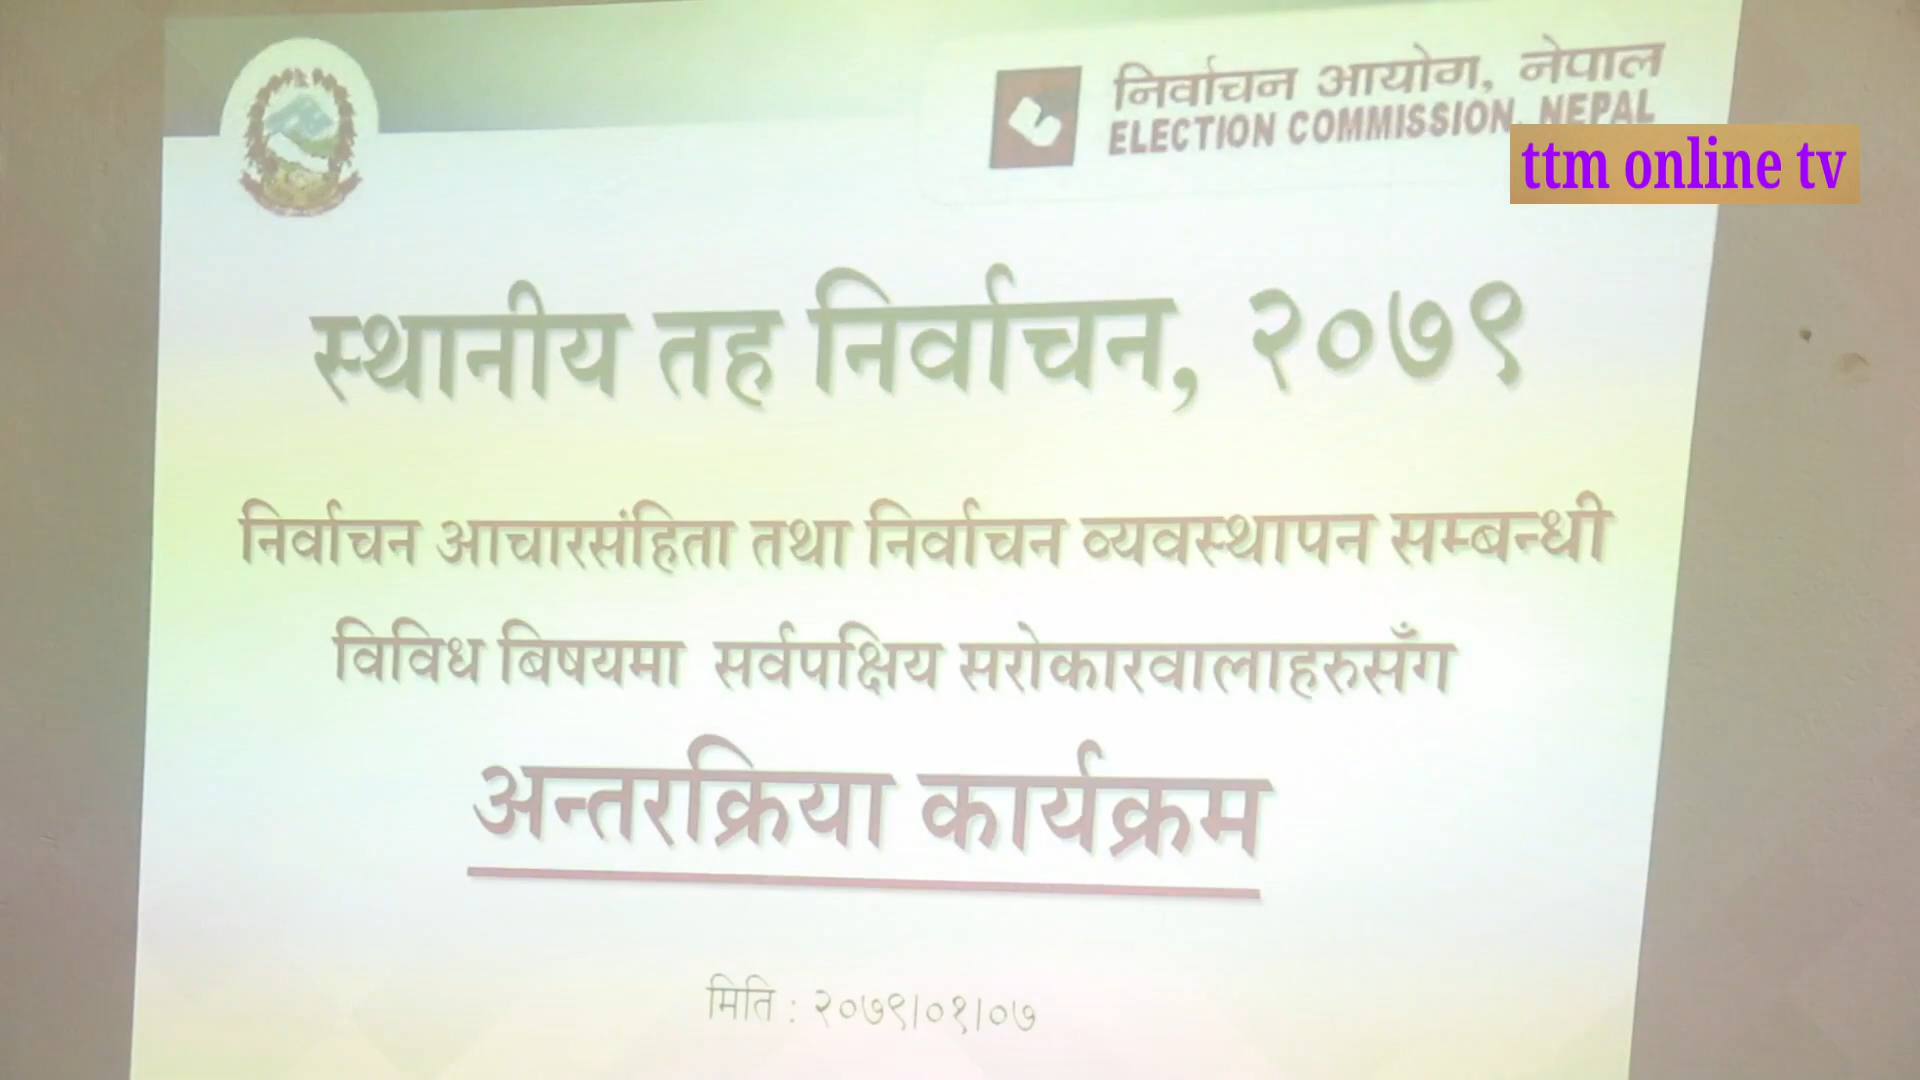 निर्वाचन आयोग, नेपाल
ELECTION COMMISSION, NEPAL
ttm online tv
स्थानीय तह निर्वाचन, २०७९
निर्वाचन आचारसंहिता तथा निर्वाचन व्यवस्थापन सम्बन्धी
विविध बिषयमा सर्वपक्षिय सरोकारवालाहरुसँग
अन्तरक्रिया कार्यक्रम
मिति : २०७९।०१।०७